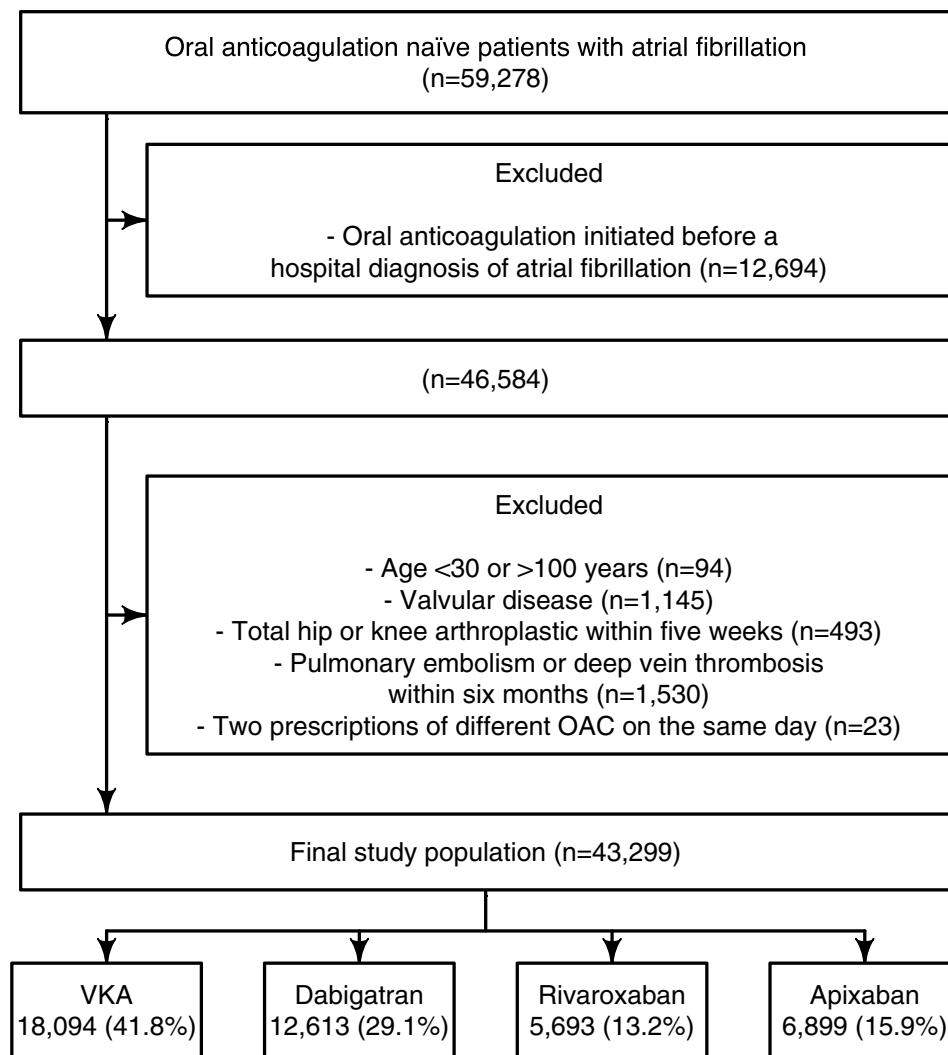 Oral anticoagulation naïve patients with atrial fibrillation
(n=59,278)
Excluded
- Oral anticoagulation initiated before a
hospital diagnosis of atrial fibrillation (n=12,694)
(n=46,584)
Excluded
- Age <30 or >100 years (n=94)
- Valvular disease (n=1,145)
- Total hip or knee arthroplastic within five weeks (n=493)
- Pulmonary embolism or deep vein thrombosis
within six months (n=1,530)
- Two prescriptions of different OAC on the same day (n=23)
Final study population (n=43,299)
VKA
18,094 (41.8%)
Dabigatran
12,613 (29.1%)
Rivaroxaban
5,693 (13.2%)
Apixaban
6,899 (15.9%)